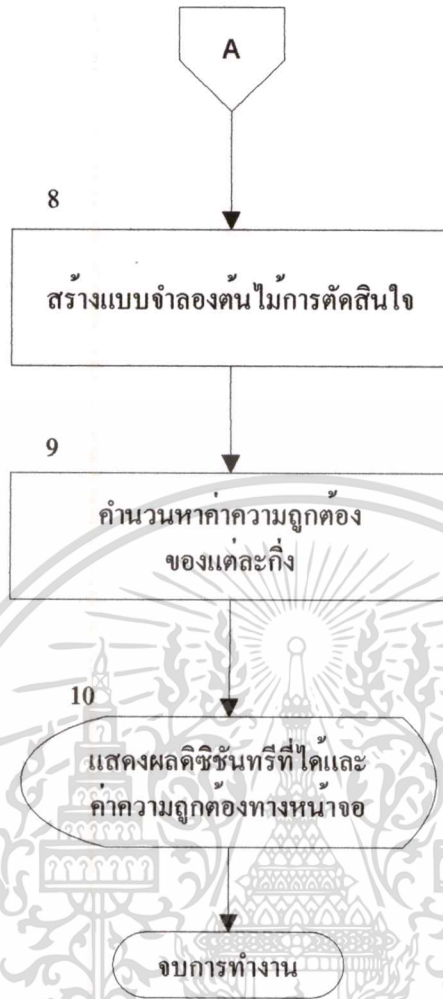 A
8
สร้างแบบจำลองต้นไม้การตัดสินใจ
9
คำนวนหาค่าความถูกต้อง
ของแต่ละกิ่ง
10
แสดงผลดิซิชันทรีที่ได้และ
ค่าความถูกต้องทางหน้าจอ
จบการทำงาน